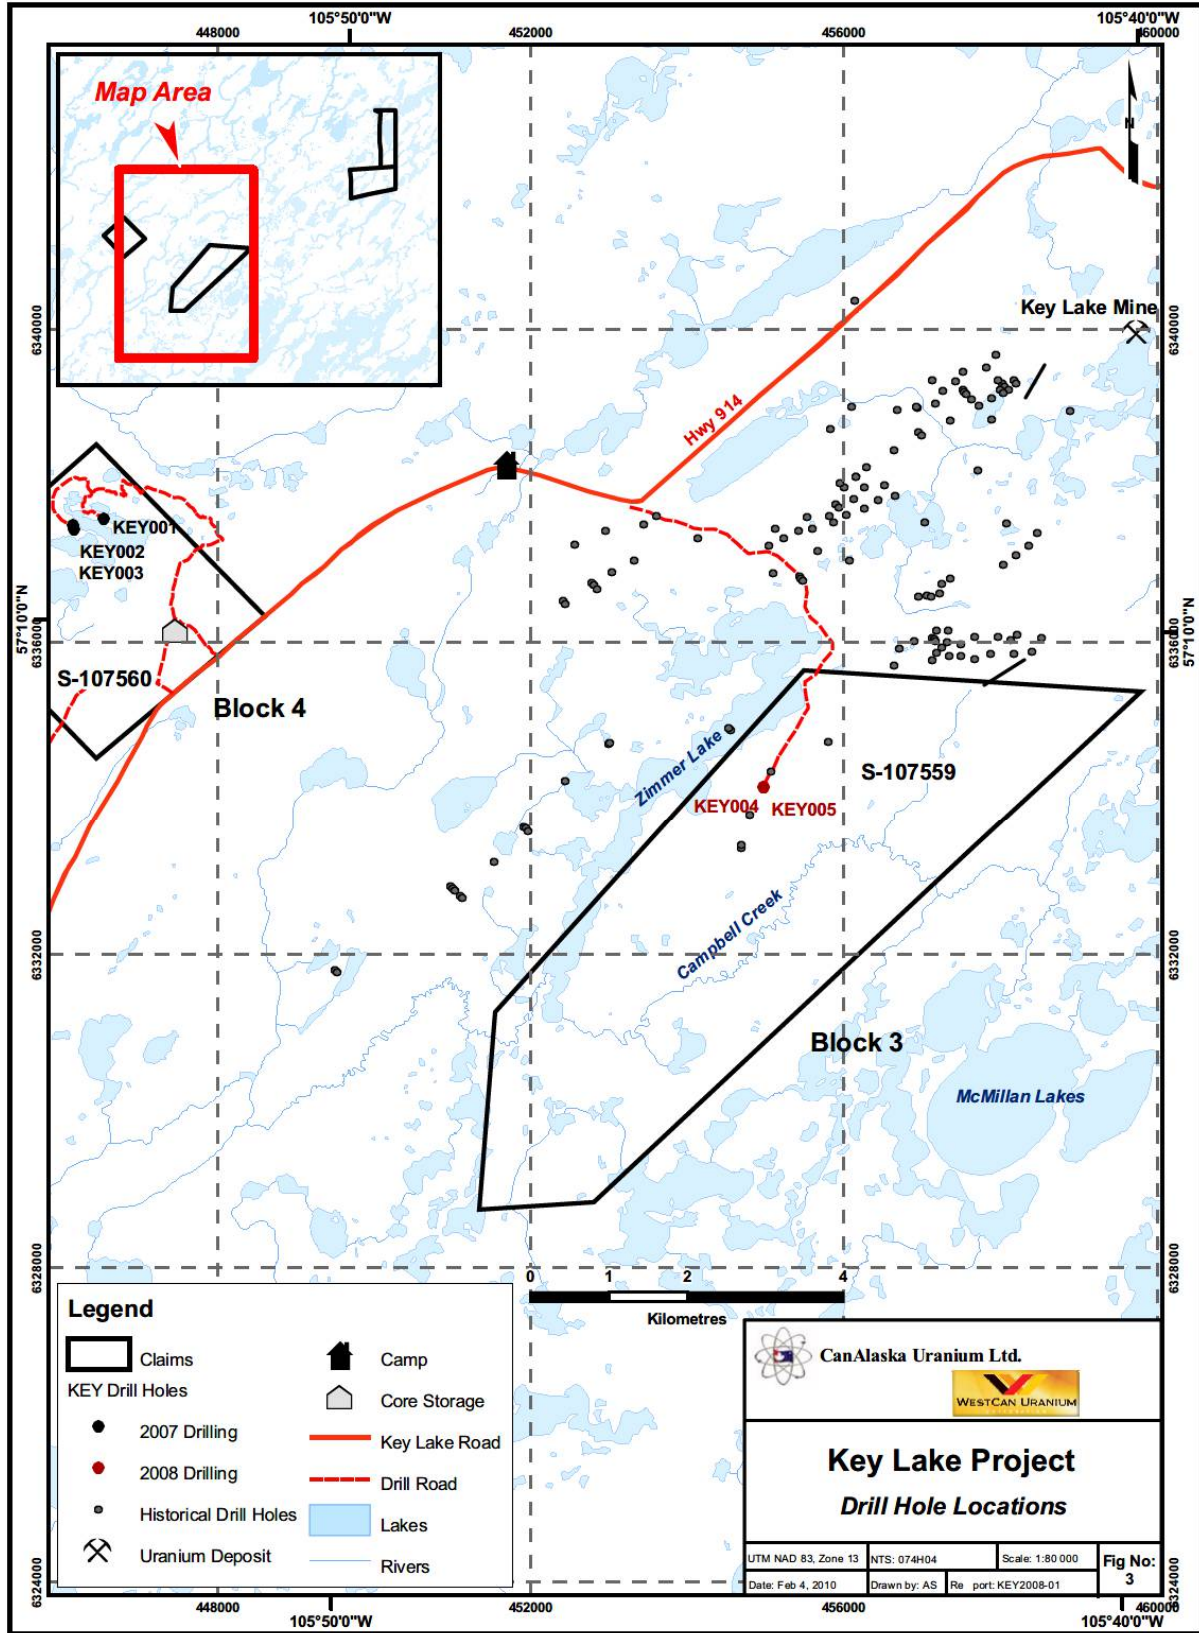 105°50'0"W
105°40'0"W
448000
452000
456000
460000
Map Area
N
Key Lake Mine
6340000
6340000
Hwy 914
KEY001
KEY002
KEY003
57°10'0"N
6336000
6336000
57°10'0"N
S-107560
Block 4
Zimmer Lake
S-107559
KEY004
KEY005
Campbell Creek
6332000
6332000
Block 3
McMillan Lakes
6328000
6328000
0 1 2 4
Kilometres
Legend
Claims
KEY Drill Holes
2007 Drilling
2008 Drilling
Historical Drill Holes
Uranium Deposit
Camp
Core Storage
Key Lake Road
Drill Road
Lakes
Rivers
CanAlaska Uranium Ltd.
WESTCAN URANIUM
Key Lake Project
Drill Hole Locations
UTM NAD 83, Zone 13
NTS: 074H04
Scale: 1:80 000
Fig No:
3
Date: Feb 4, 2010
Drawn by: AS
Re port: KEY2008-01
6324000
6324000
448000
452000
456000
460000
105°50'0"W
105°40'0"W